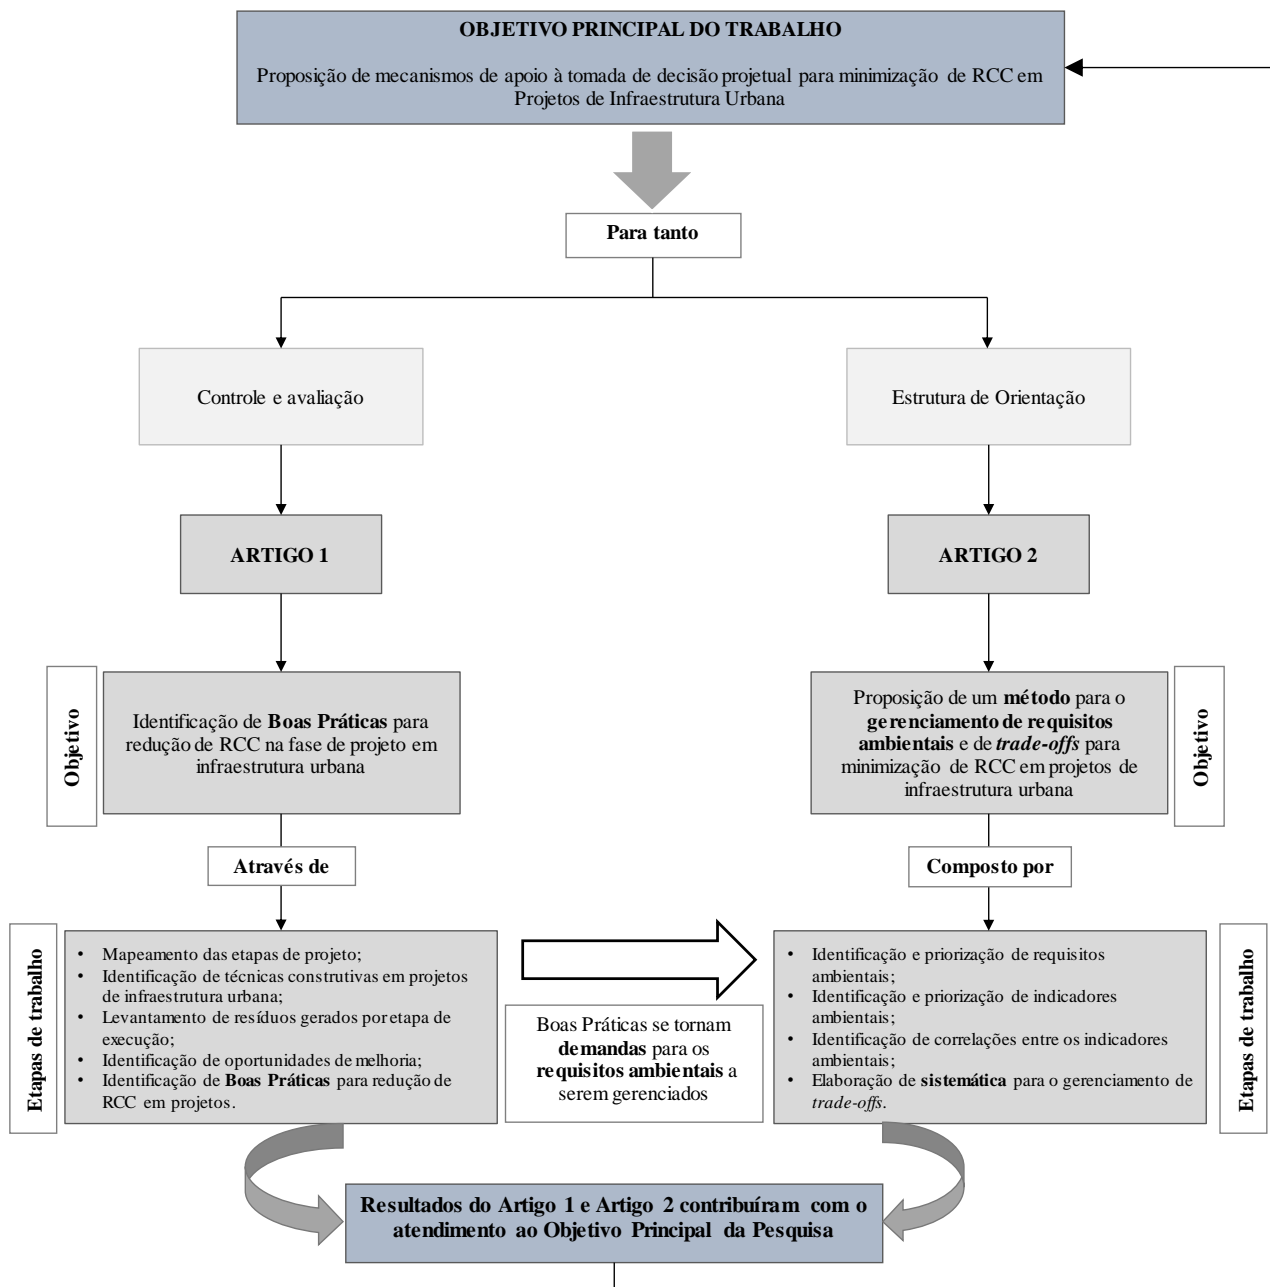 OBJETIVO PRINCIPAL DO TRABALHO
Proposição de mecanismos de apoio à tomada de decisão projetual para minimização de RCC em
Projetos de Infraestrutura Urbana
Para tanto
Controle e avaliação
Estrutura de Orientação
ARTIGO 1
ARTIGO 2
Objetivo
Identificação de Boas Práticas para
redução de RCC na fase de projeto em
infraestrutura urbana
Proposição de um método para o
gerenciamento de requisitos
ambientais e de trade-offs para
minimização de RCC em projetos de
infraestrutura urbana
Objetivo
Através de
Composto por
Etapas de trabalho
• Mapeamento das etapas de projeto;
• Identificação de técnicas construtivas em projetos
de infraestrutura urbana;
• Levantamento de resíduos gerados por etapa de
execução;
• Identificação de oportunidades de melhoria;
• Identificação de Boas Práticas para redução de
RCC em projetos.
Boas Práticas se tornam
demandas para os
requisitos ambientais a
serem gerenciados
• Identificação e priorização de requisitos
ambientais;
• Identificação e priorização de indicadores
ambientais;
• Identificação de correlações entre os indicadores
ambientais;
• Elaboração de sistemática para o gerenciamento de
trade-offs.
Etapas de trabalho
Resultados do Artigo 1 e Artigo 2 contribuíram com o
atendimento ao Objetivo Principal da Pesquisa